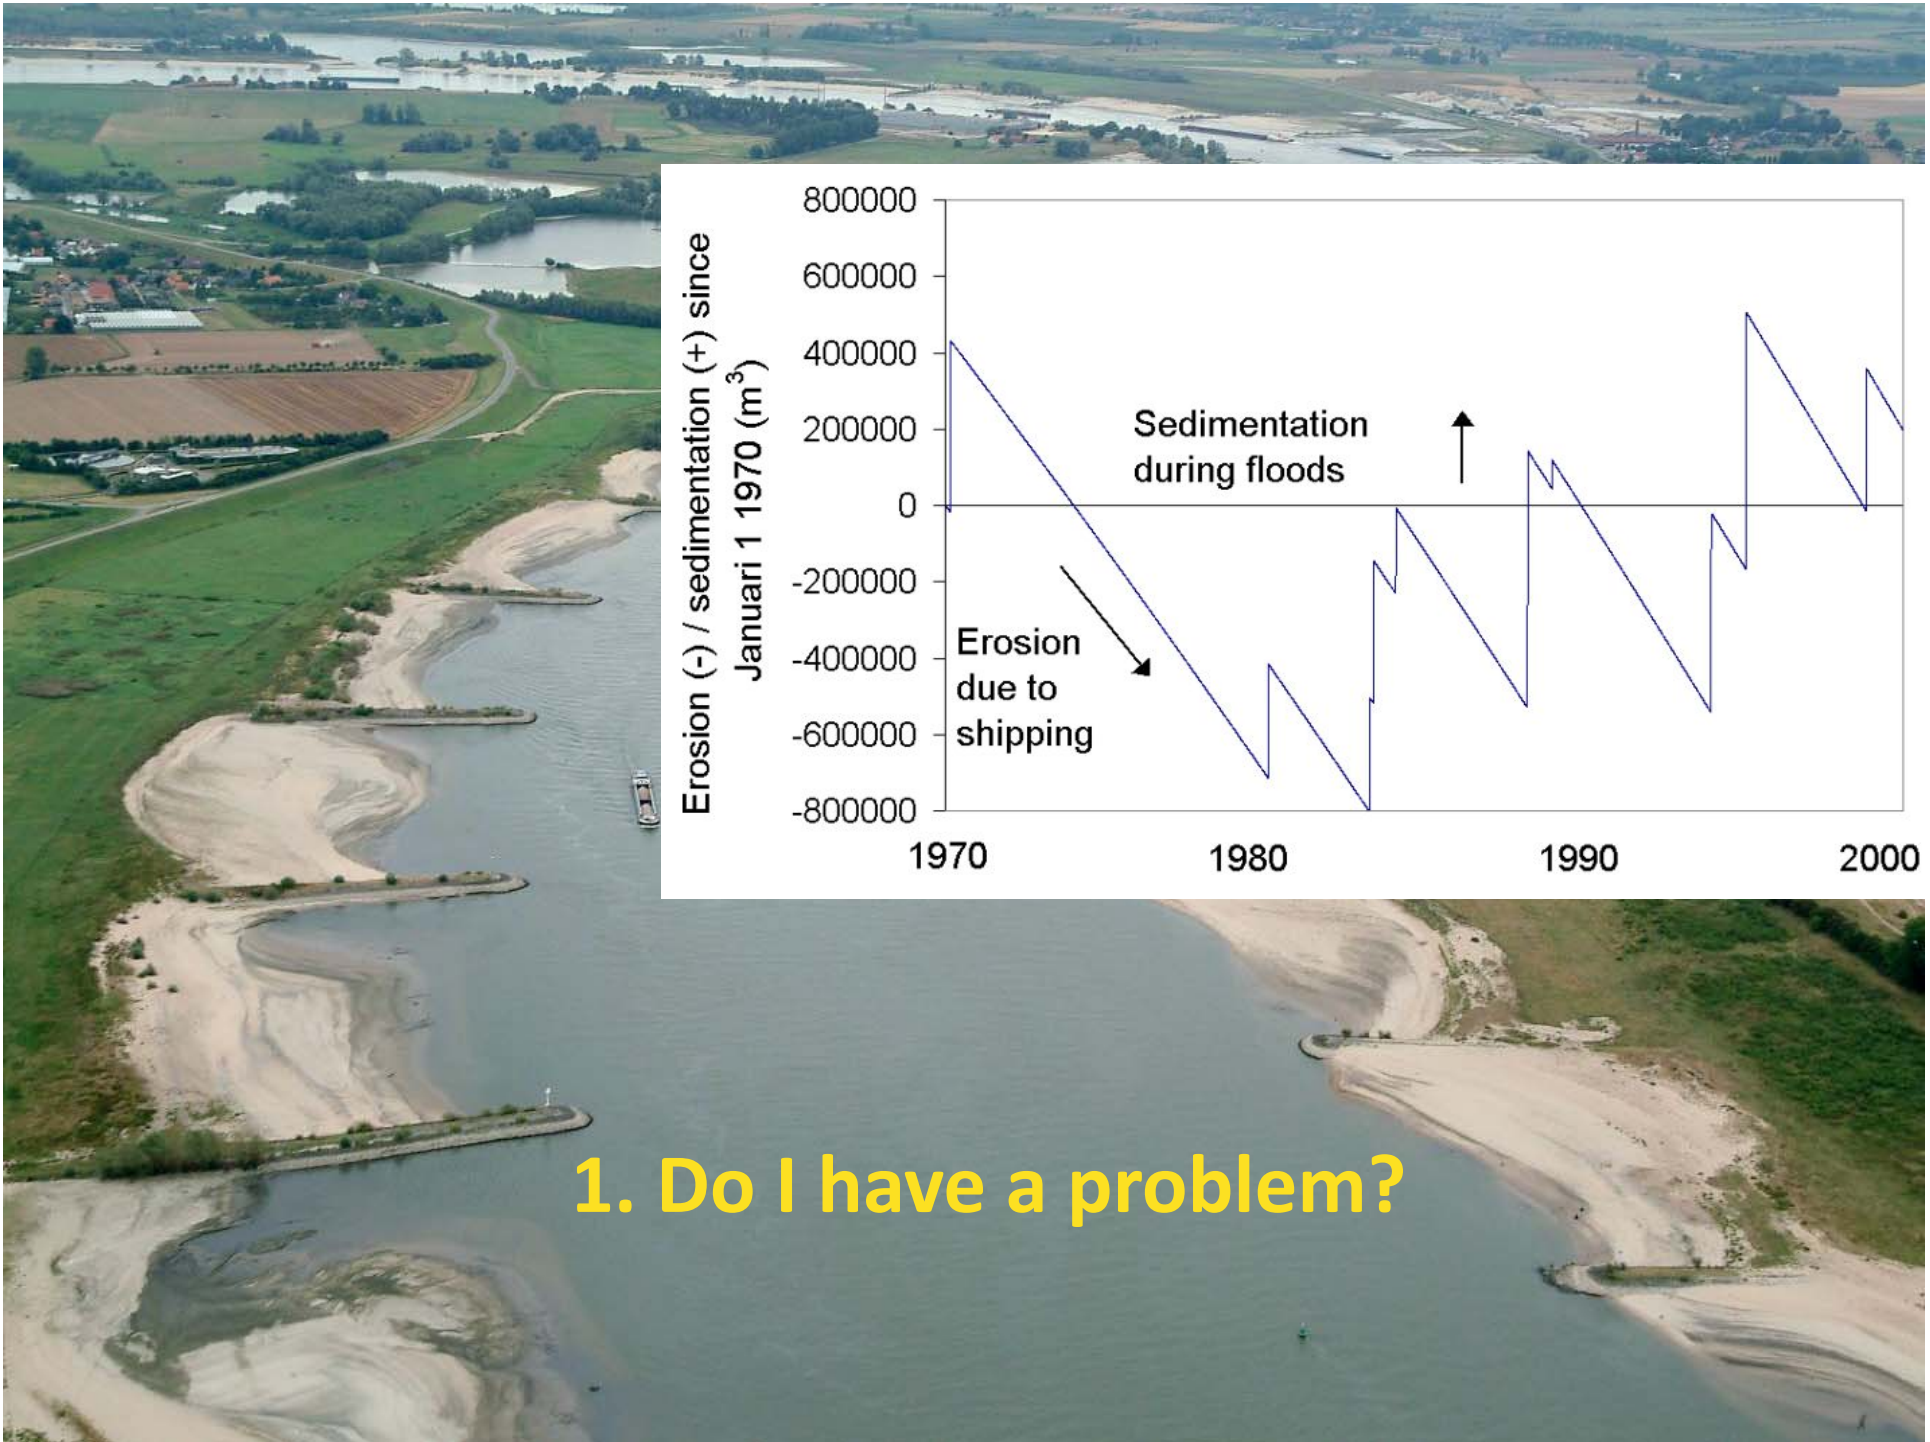 800000
600000
400000
200000
0
-200000
-400000
-600000
-800000
Erosion (-) / sedimentation (+) since
Januari 1 1970 (m³)
Sedimentation
during floods
Erosion
due to
shipping
1970
1980
1990
2000
1. Do I have a problem?